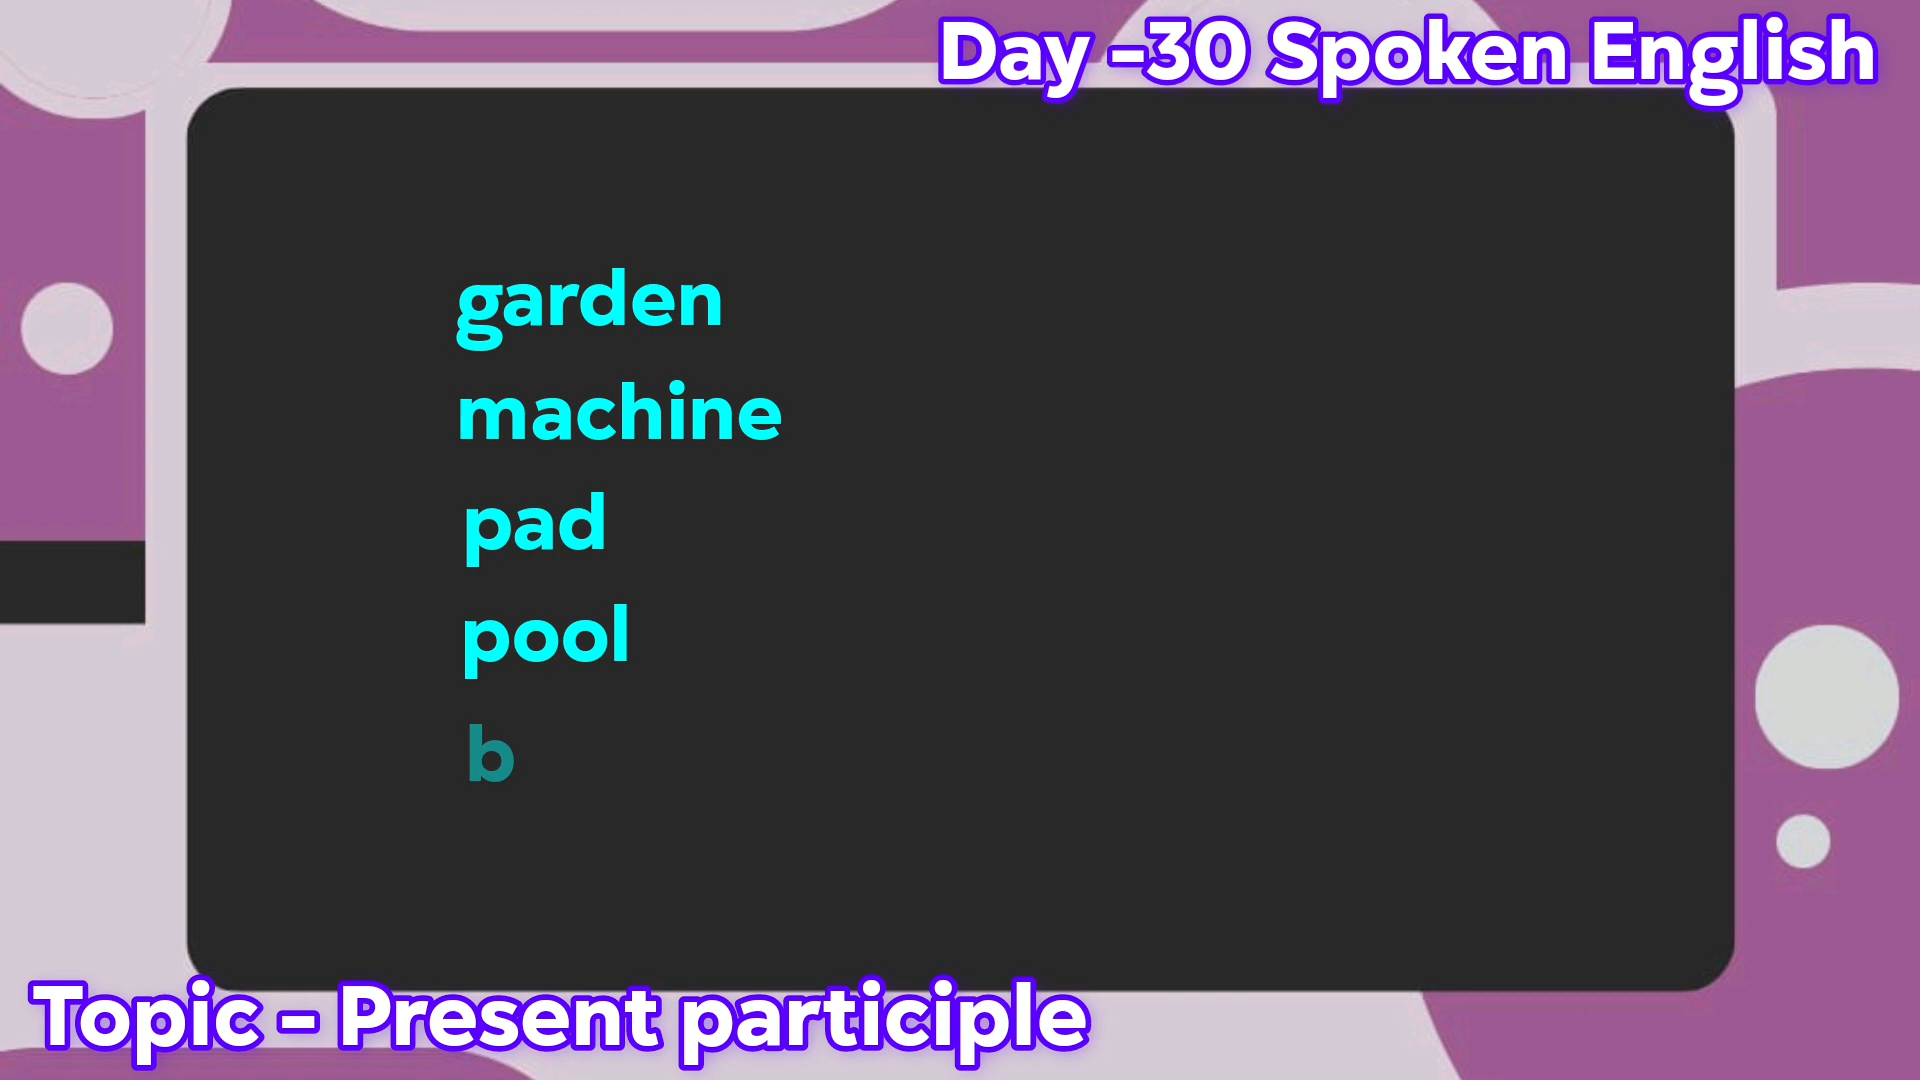 Day -30 Spoken English
garden
machine
pad
pool
b
Topic - Present participle